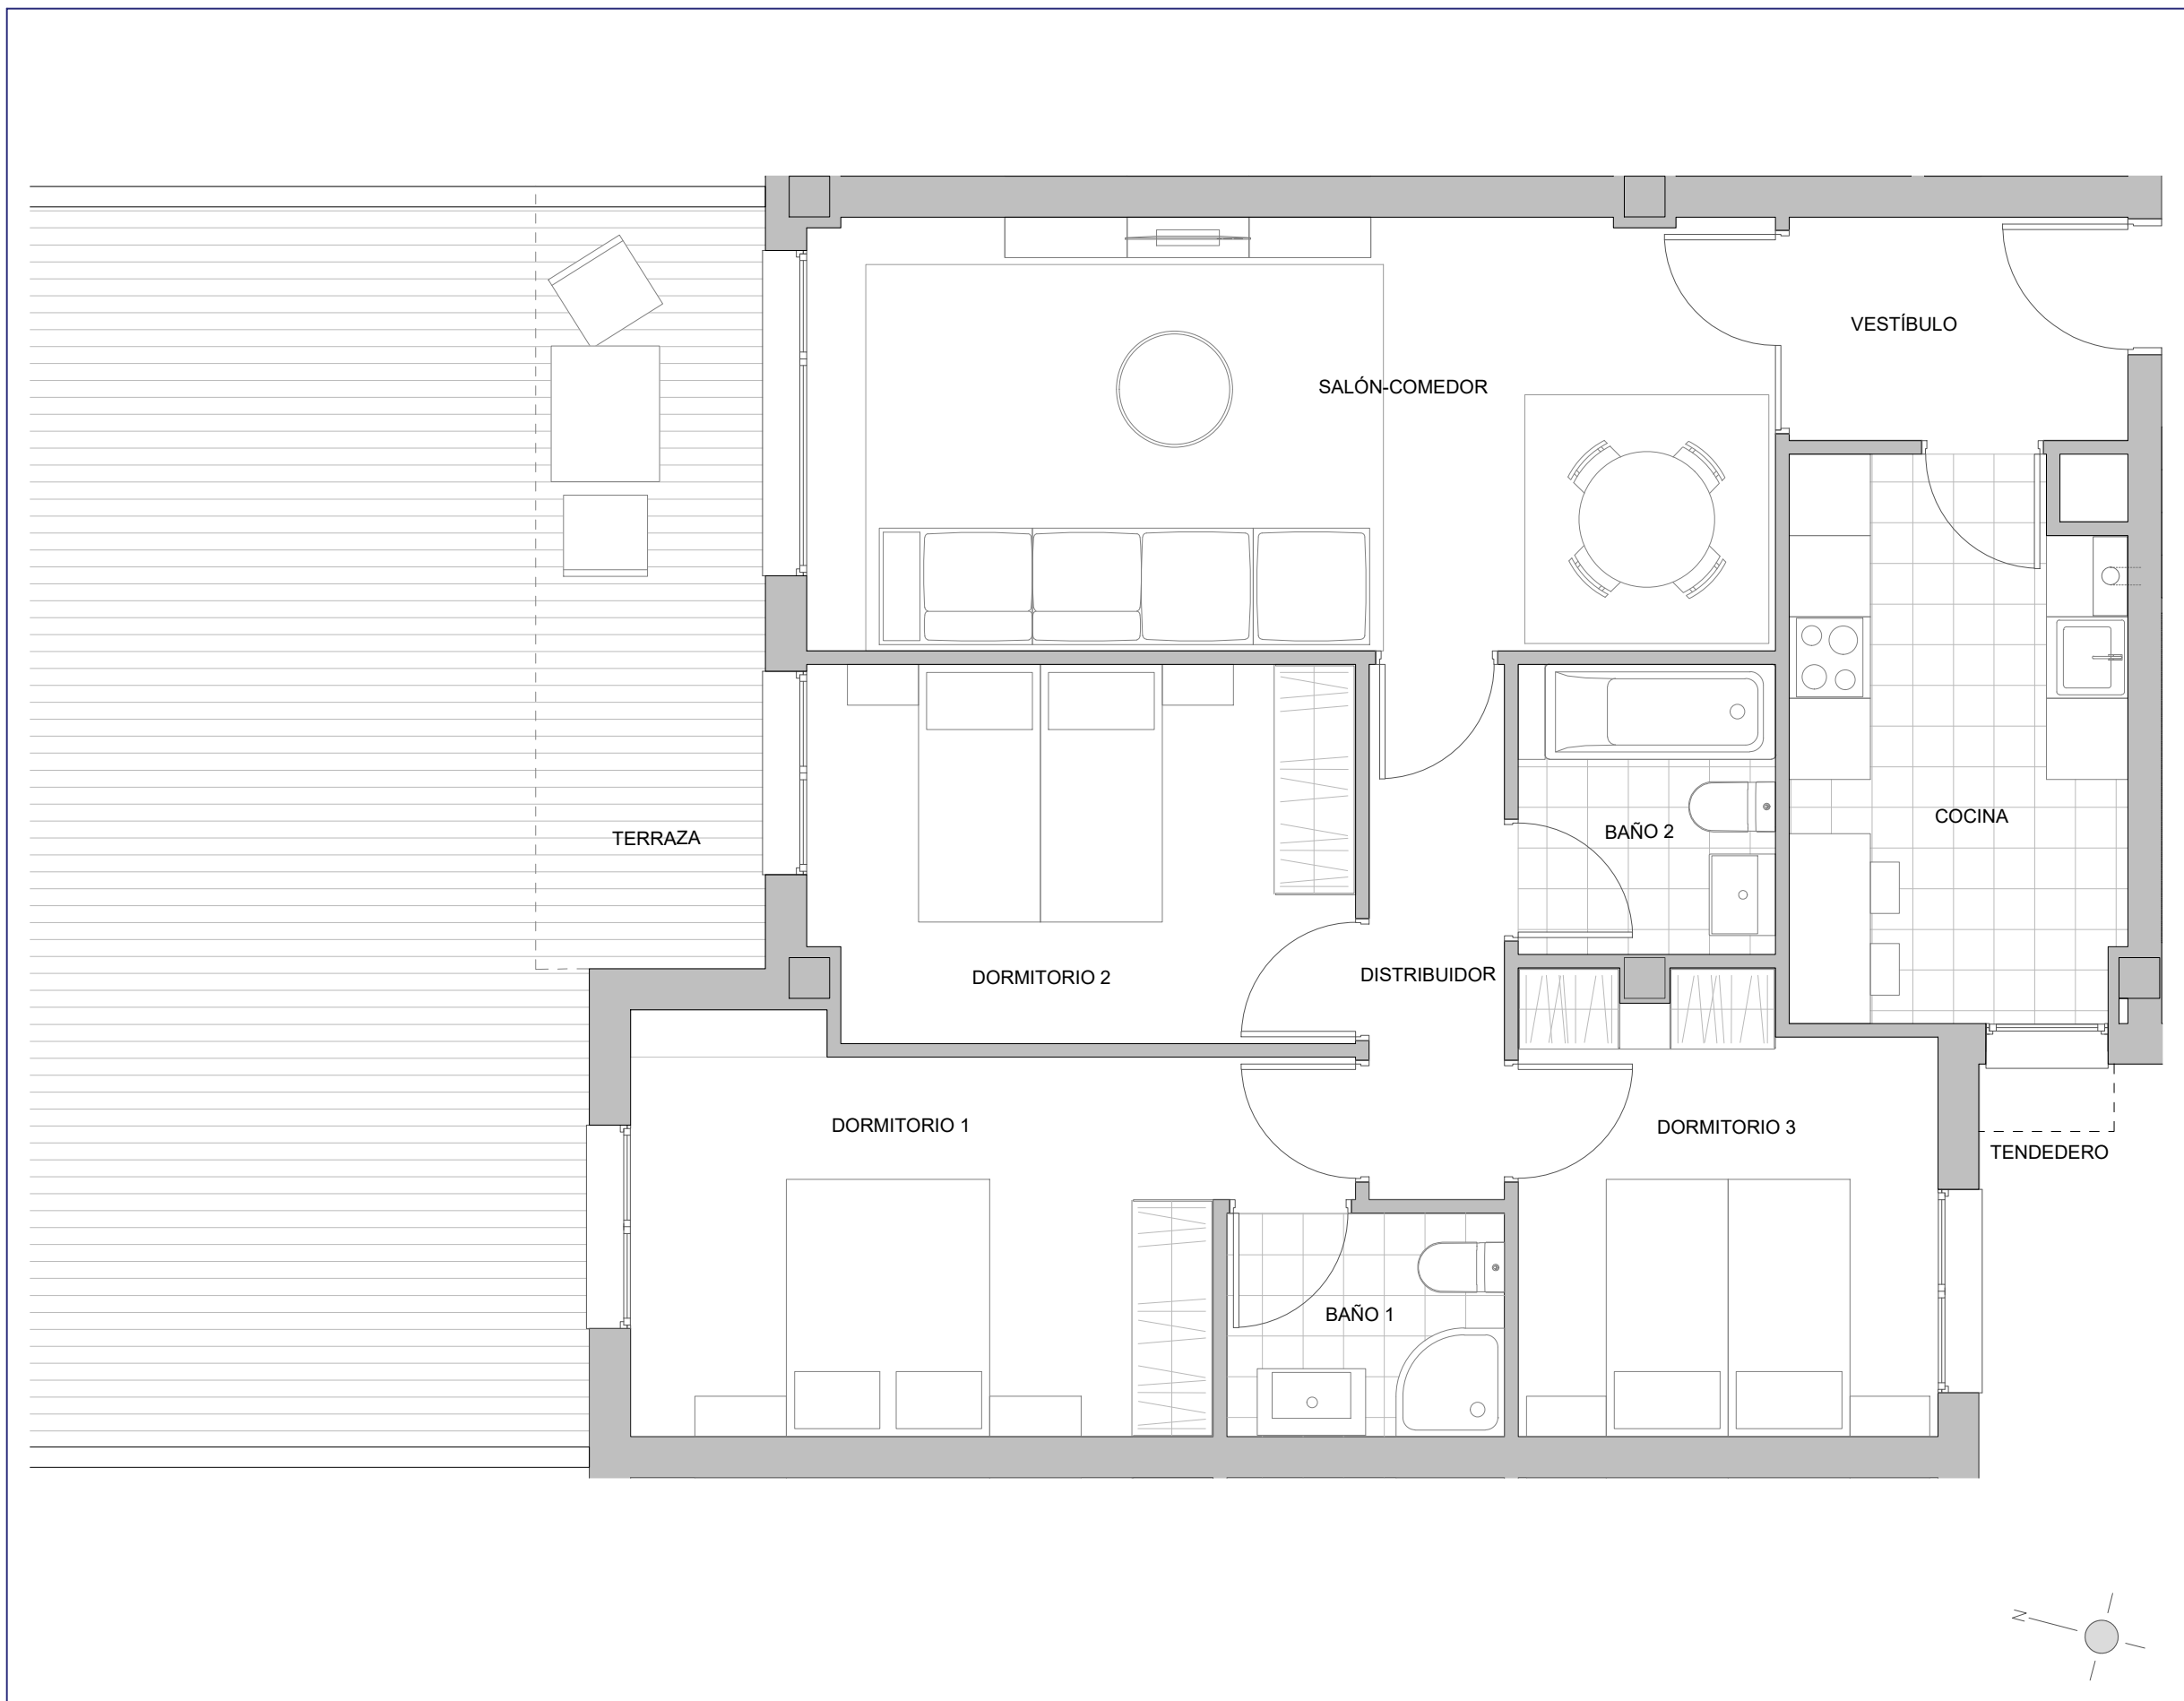 VESTÍBULO
SALÓN-COMEDOR
COCINA
BAÑO 2
TERRAZA
DISTRIBUIDOR
DORMITORIO 2
DORMITORIO 1
DORMITORIO 3
TENDEDERO
BAÑO 1
N